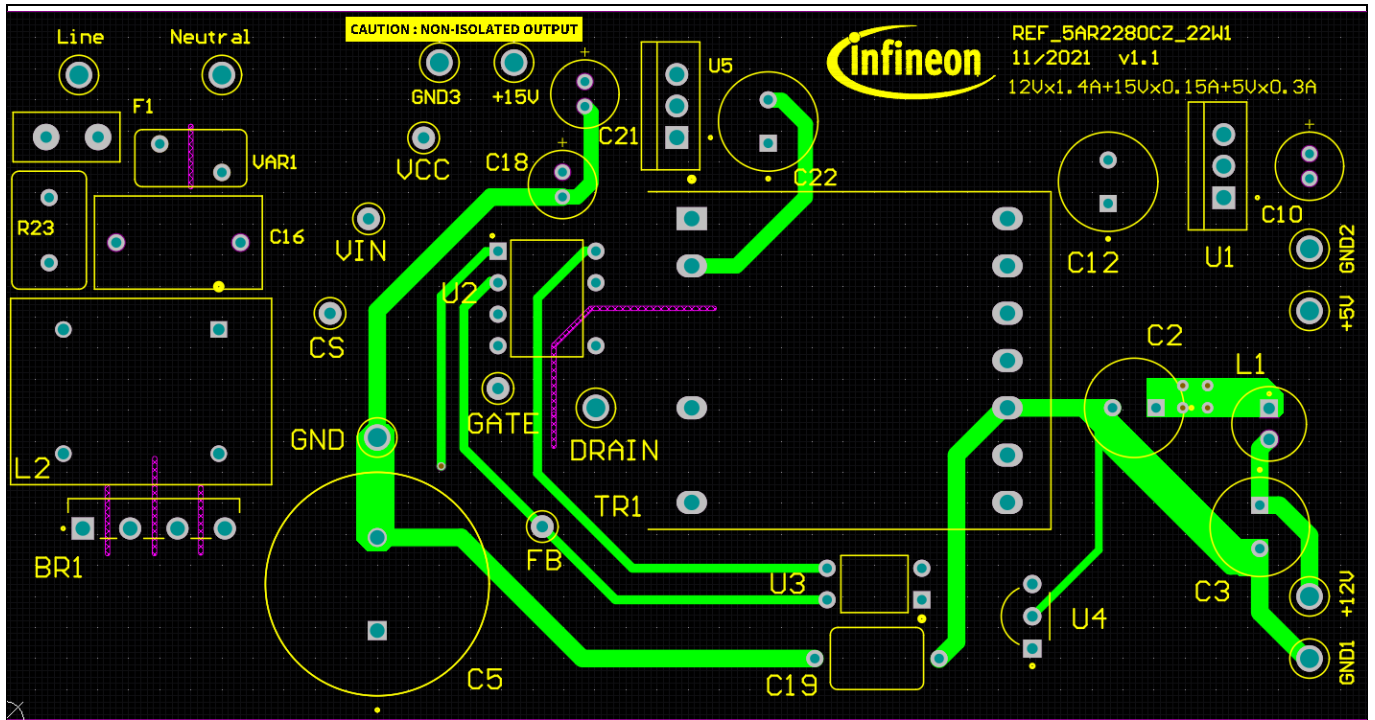 CAUTION : NON-ISOLATED OUTPUT
Line
Neutral
GND3
+15V
U5
infineon
REF_5AR2280CZ_22W1
11/2021 v1.1
12Vx1.4A+15Vx0.15A+5Vx0.3A
F1
VAR1
VCC
C18
+
C21
+
C22
+
C10
R23
C16
VIN
U2
C12
U1
GND2
+5V
CS
C2
L1
GATE
GND
DRAIN
L2
TR1
BR1
FB
U3
C3
+12V
U4
C5
C19
GND1